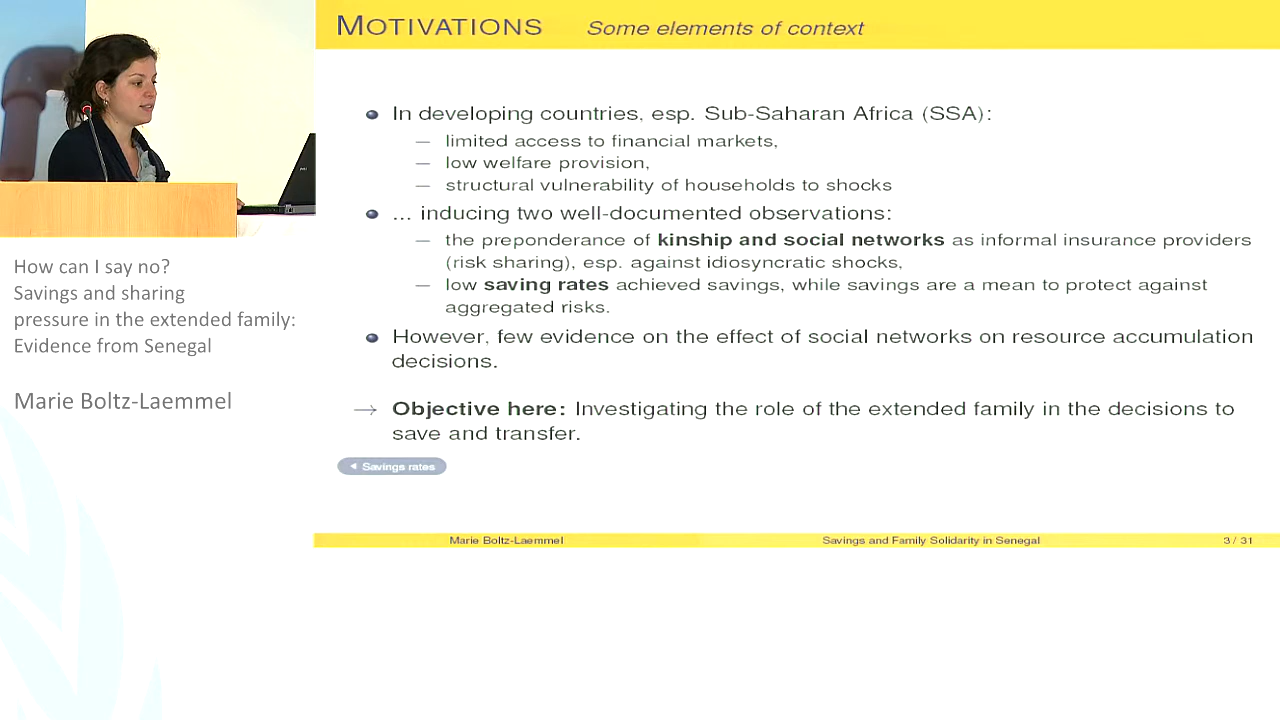 MOTIVATIONS Some elements of context
In developing countries, esp. Sub-Saharan Africa (SSA):
— limited access to financial markets,
— low welfare provision,
— structural vulnerability of households to shocks
... inducing two well-documented observations:
— the preponderance of kinship and social networks as informal insurance providers
(risk sharing), esp. against idiosyncratic shocks,
— low saving rates achieved savings, while savings are a mean to protect against
aggregated risks.
However, few evidence on the effect of social networks on resource accumulation
decisions.
→ Objective here: Investigating the role of the extended family in the decisions to
save and transfer.
Savings rates
Marie Boltz-Laemmel Savings and Family Solidarity in Senegal 3 / 31
How can I say no?
Savings and sharing
pressure in the extended family:
Evidence from Senegal
Marie Boltz-Laemmel